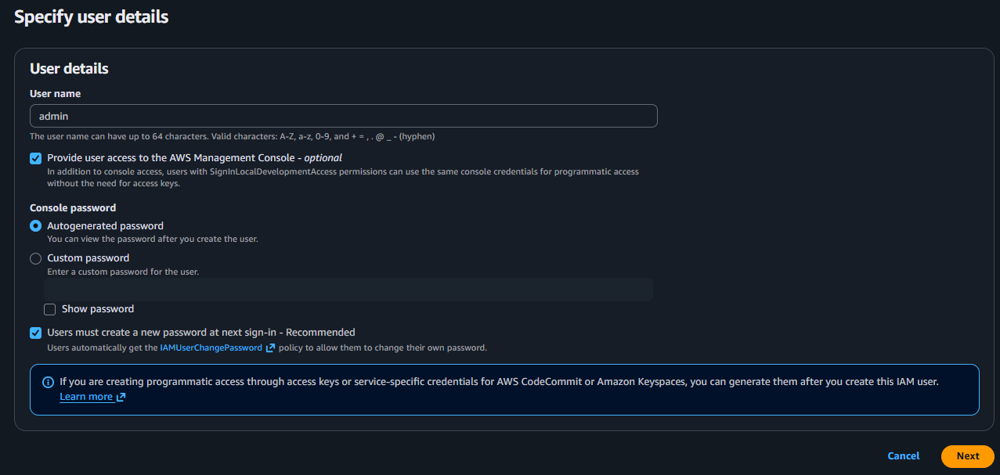 Specify user details
User details
User name
admin
The user name can have up to 64 characters. Valid characters: A-Z, a-z, 0-9, and + = , . @ _ - (hyphen)
Provide user access to the AWS Management Console - optional
In addition to console access, users with SignInLocalDevelopmentAccess permissions can use the same console credentials for programmatic access
without the need for access keys.
Console password
Autogenerated password
You can view the password after you create the user.
Custom password
Enter a custom password for the user.
Show password
Users must create a new password at next sign-in - Recommended
Users automatically get the IAMUserChangePassword policy to allow them to change their own password.
If you are creating programmatic access through access keys or service-specific credentials for AWS CodeCommit or Amazon Keyspaces, you can generate them after you create this IAM user.
Learn more
Cancel
Next